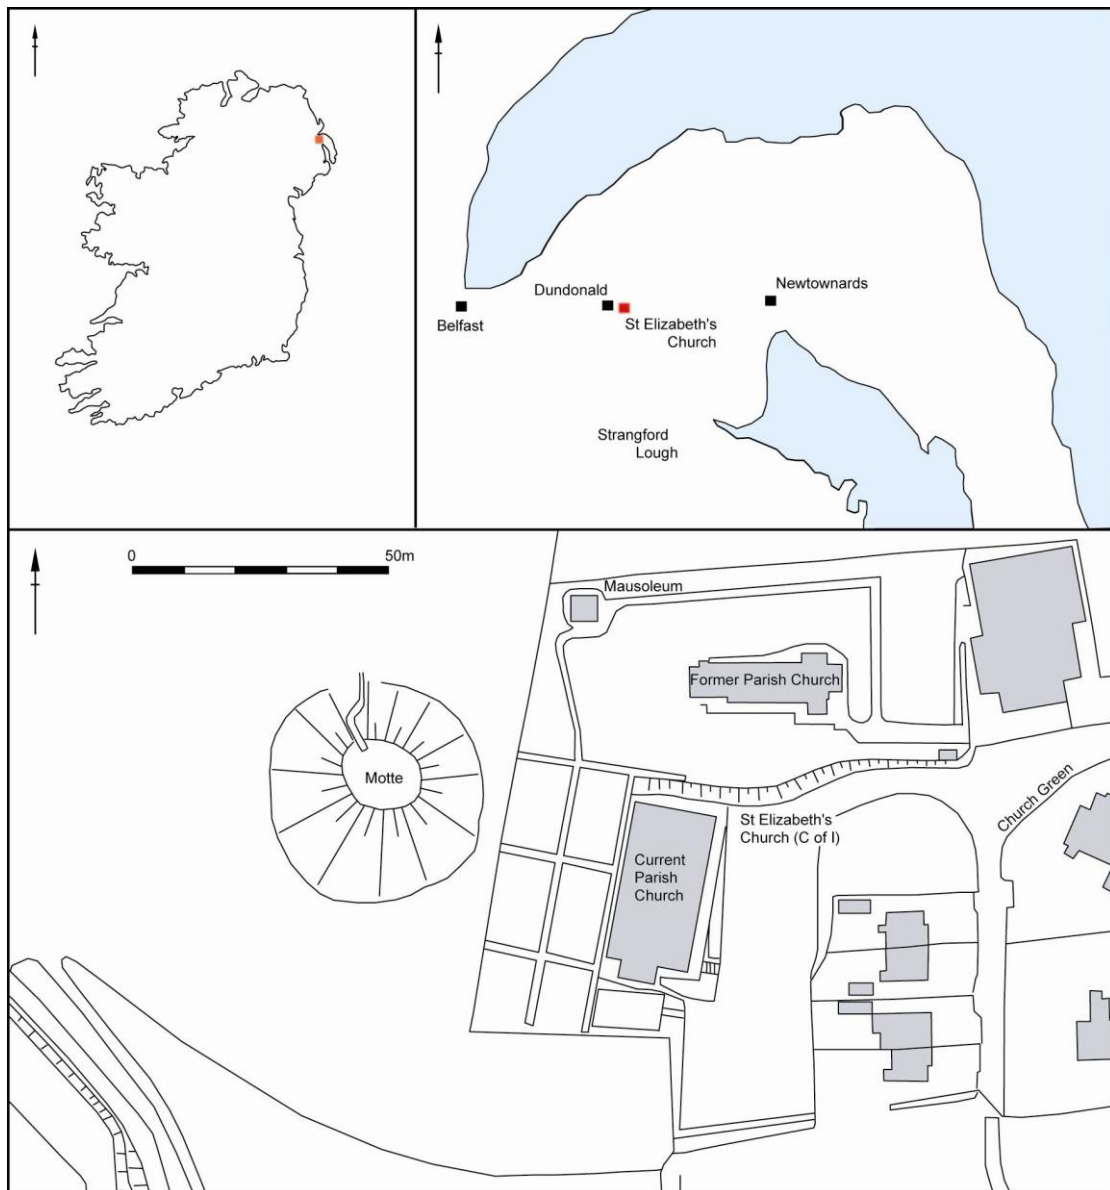 Dundonald
Newtownards
Belfast
St Elizabeth's
Church
Strangford
Lough
0
50m
Mausoleum
Former Parish Church
Motte
Church Green
St Elizabeth's
Church (C of I)
Current
Parish
Church